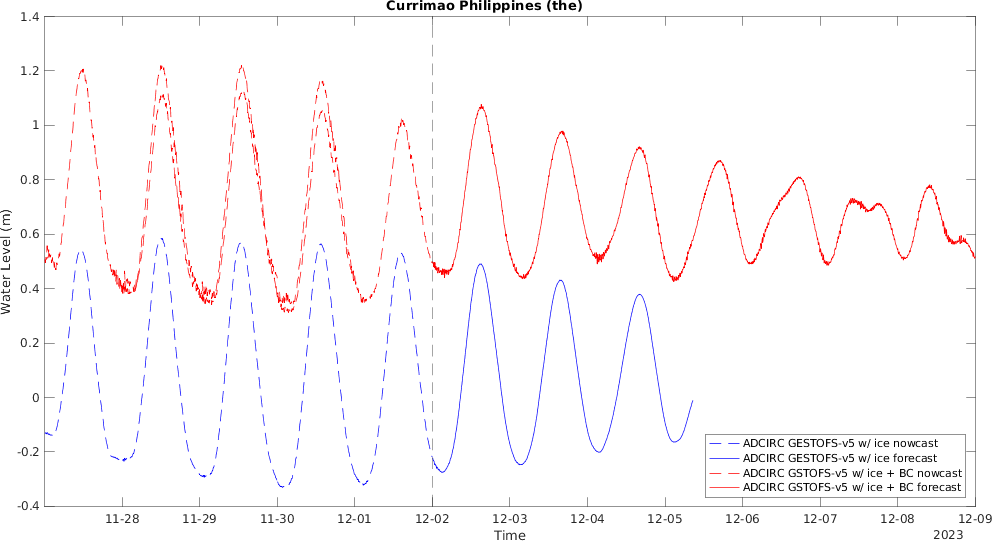 Currimao Philippines (the)
1.4
1.2
1
0.8
0.6
0.4
0.2
0
-0.2
-0.4
Water Level (m)
11-28 11-29 11-30 12-01 12-02 12-03 12-04 12-05 12-06 12-07 12-08 12-09
Time
2023
ADCIRC GESTOFS-v5 w/ ice nowcast
ADCIRC GESTOFS-v5 w/ ice forecast
ADCIRC GSTOFS-v5 w/ ice + BC nowcast
ADCIRC GSTOFS-v5 w/ ice + BC forecast